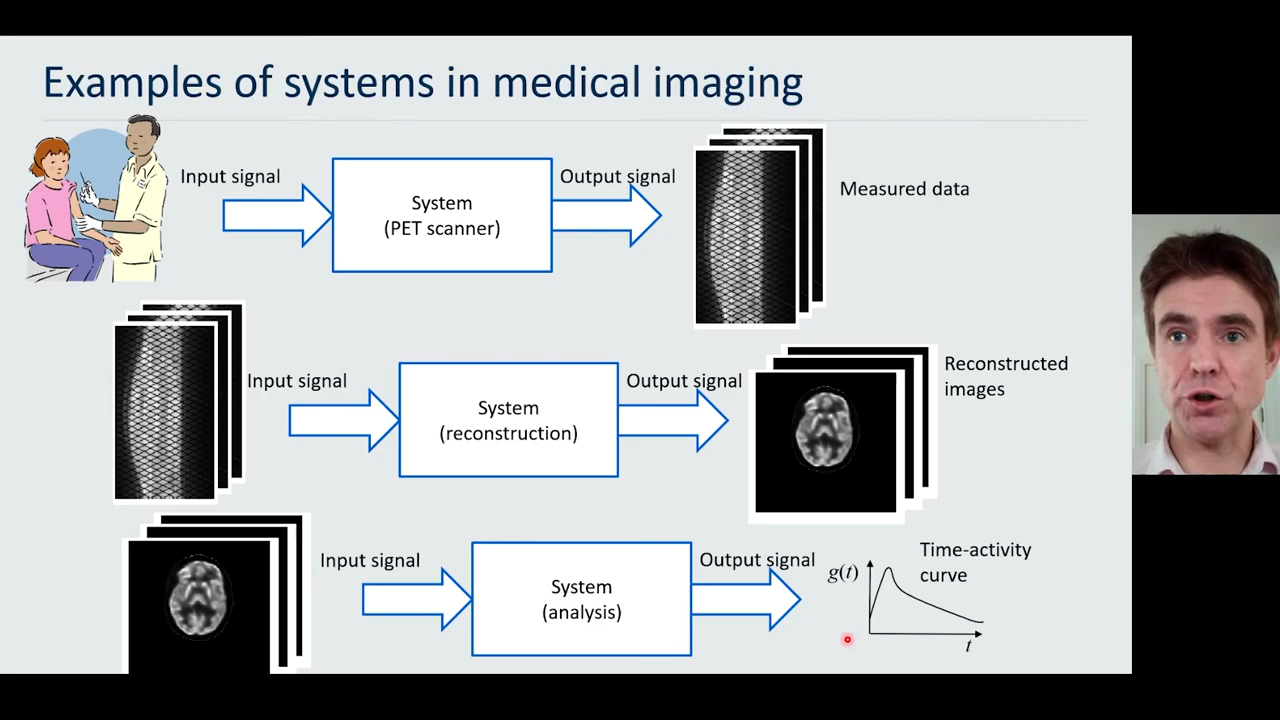 Examples of systems in medical imaging
Input signal
System
(PET scanner)
Output signal
Measured data
Input signal
System
(reconstruction)
Output signal
Reconstructed
images
Input signal
System
(analysis)
Output signal
g(t)
Time-activity
curve
t